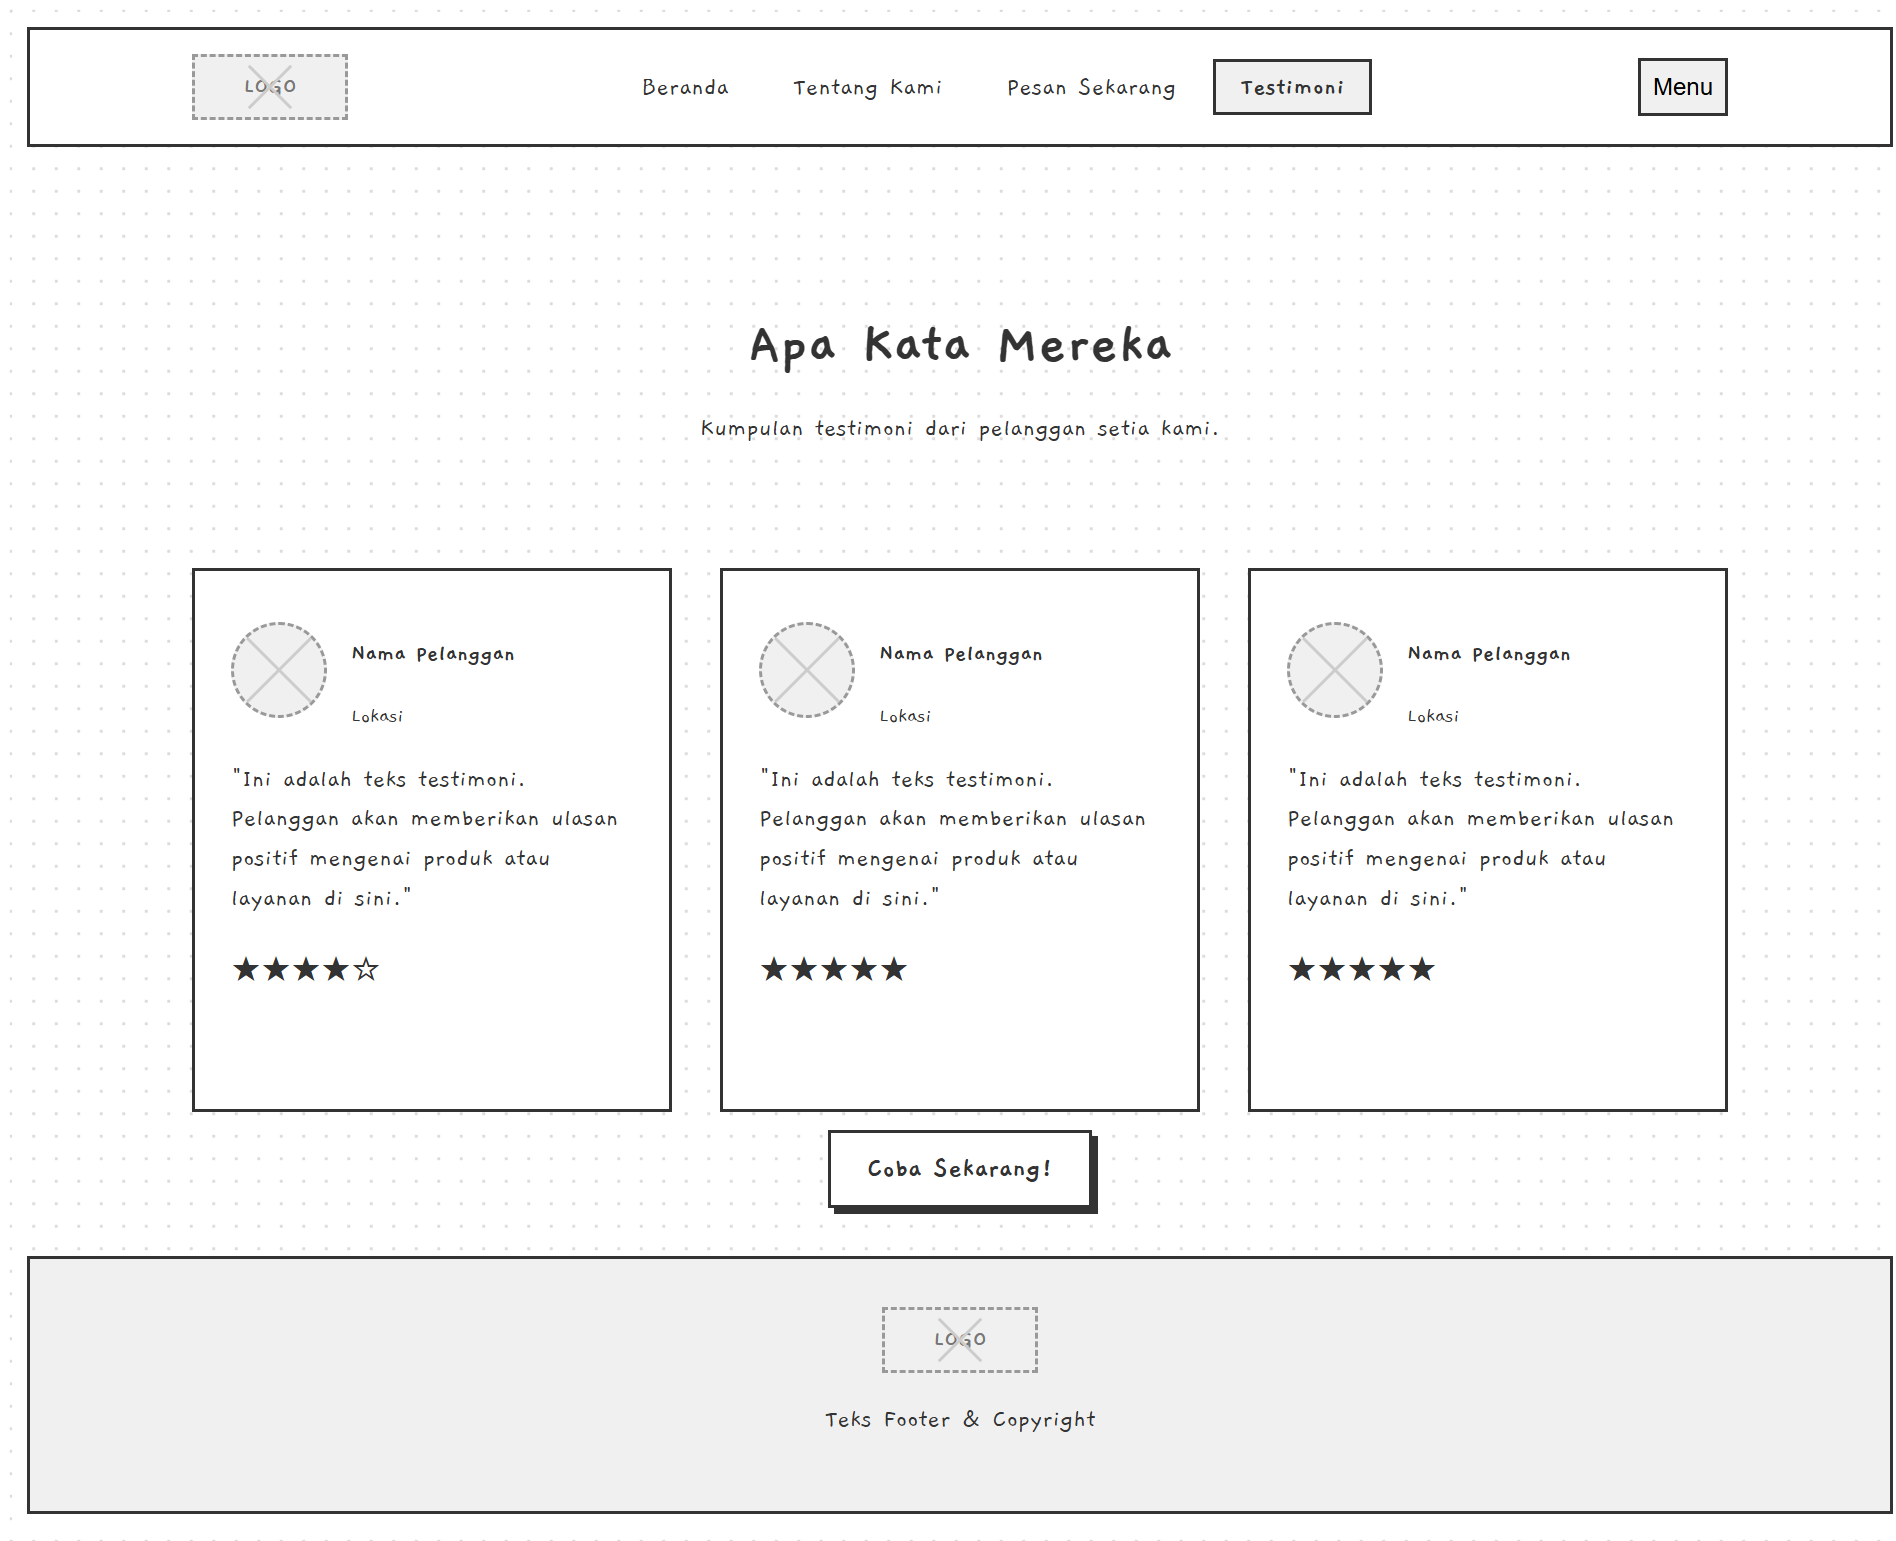 LOGO
Beranda
Tentang Kami
Pesan Sekarang
Testimoni
Menu
Apa Kata Mereka
Kumpulan testimoni dari pelanggan setia kami.
Nama Pelanggan
Lokasi
"Ini adalah teks testimoni.
Pelanggan akan memberikan ulasan
positif mengenai produk atau
layanan di sini."
★★★★☆
Nama Pelanggan
Lokasi
"Ini adalah teks testimoni.
Pelanggan akan memberikan ulasan
positif mengenai produk atau
layanan di sini."
★★★★★
Nama Pelanggan
Lokasi
"Ini adalah teks testimoni.
Pelanggan akan memberikan ulasan
positif mengenai produk atau
layanan di sini."
★★★★★
Coba Sekarang!
LOGO
Teks Footer & Copyright